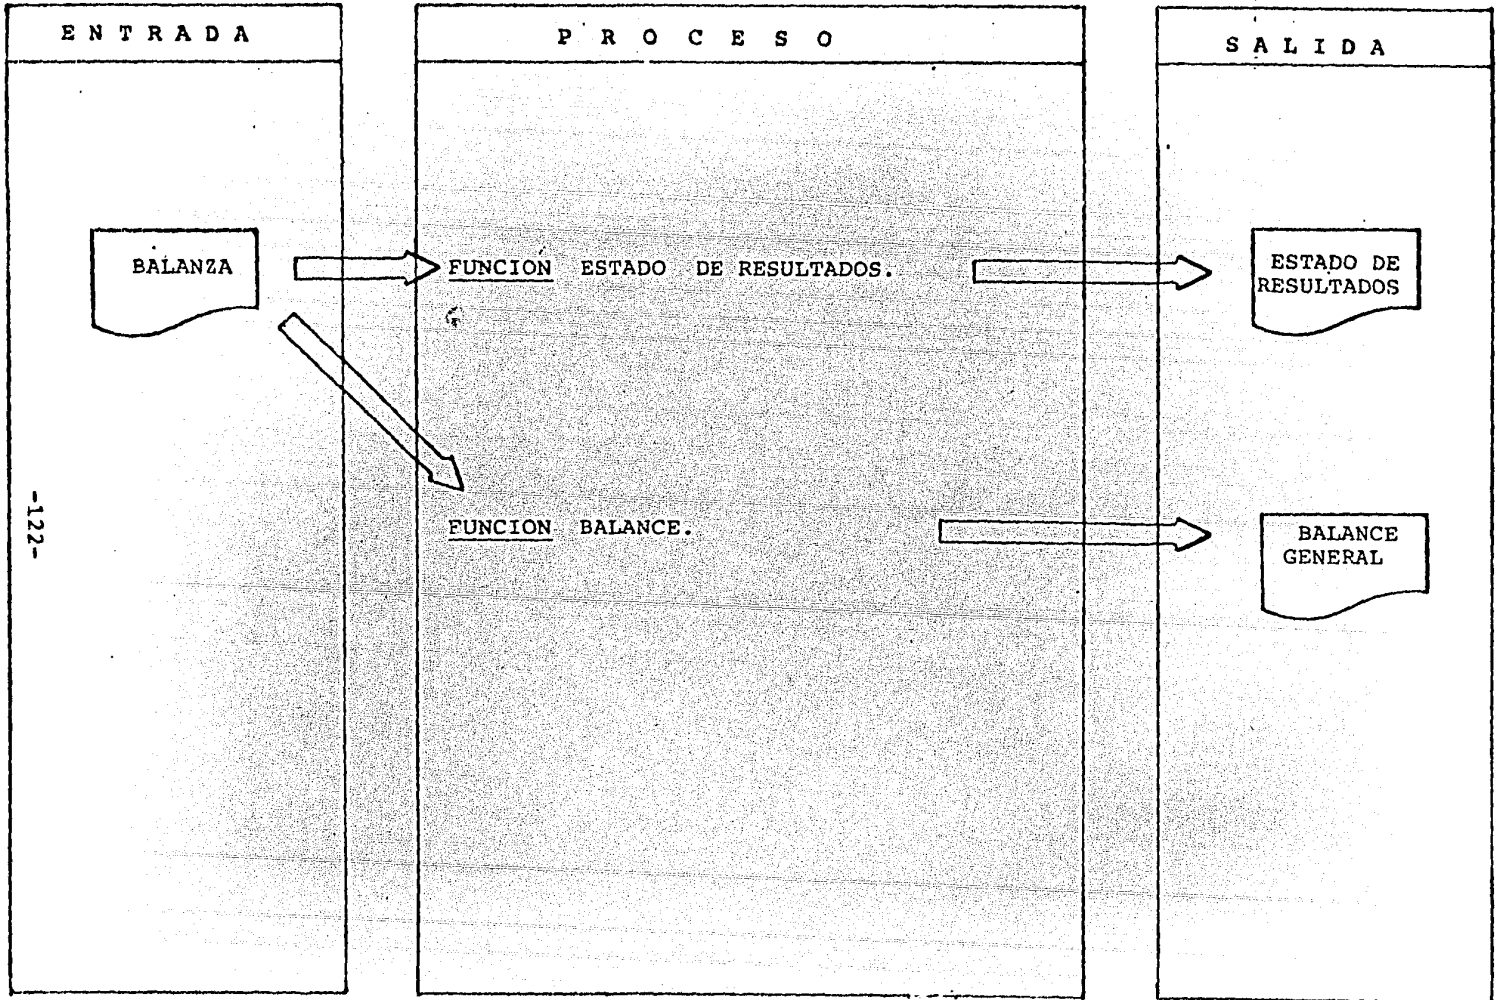 E N T R A D A
P R O C E S O
S A L I D A
BALANZA
FUNCION ESTADO DE RESULTADOS.
ESTADO DE
RESULTADOS
FUNCION BALANCE.
BALANCE
GENERAL
-122-